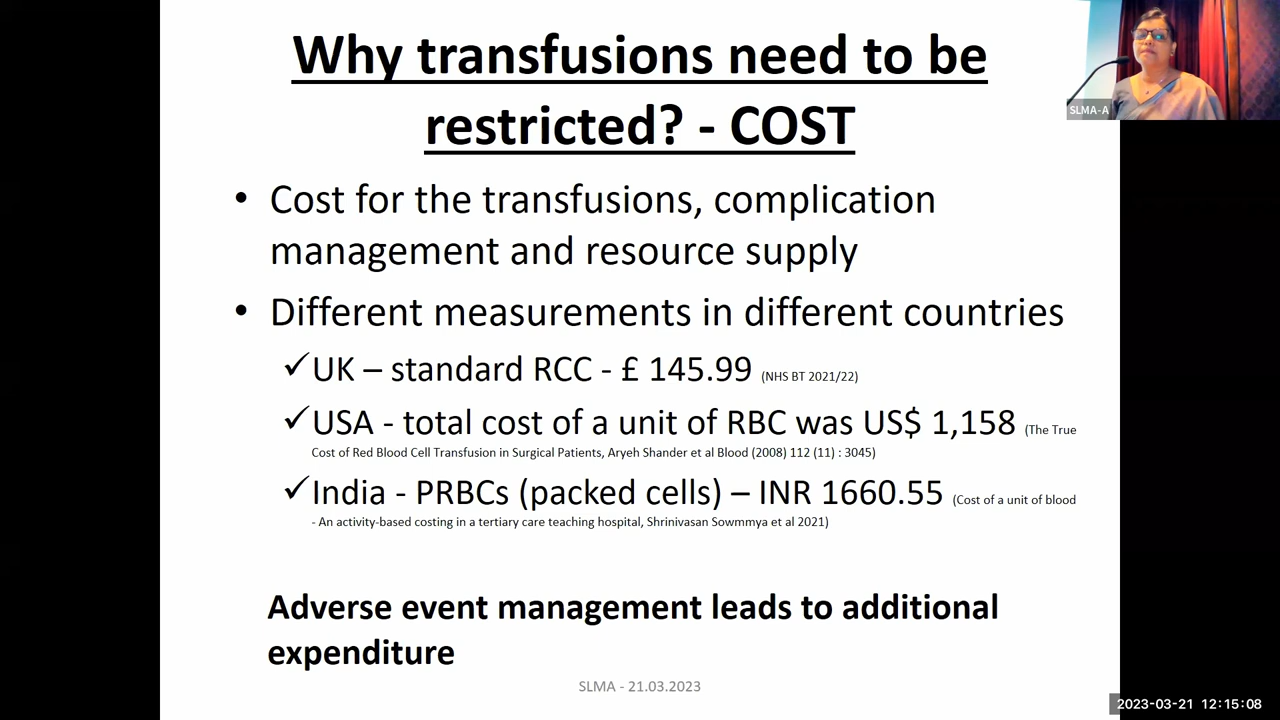 Why transfusions need to be
restricted? - COST
SLMA-A
• Cost for the transfusions, complication
management and resource supply
• Different measurements in different countries
✓UK – standard RCC - £ 145.99 (NHS BT 2021/22)
✓USA - total cost of a unit of RBC was US$ 1,158 (The True
Cost of Red Blood Cell Transfusion in Surgical Patients, Aryeh Shander et al Blood (2008) 112 (11) : 3045)
✓India - PRBCs (packed cells) – INR 1660.55 (Cost of a unit of blood
- An activity-based costing in a tertiary care teaching hospital, Shrinivasan Sowmmya et al 2021)
Adverse event management leads to additional
expenditure
SLMA - 21.03.2023
2023-03-21 12:15:08